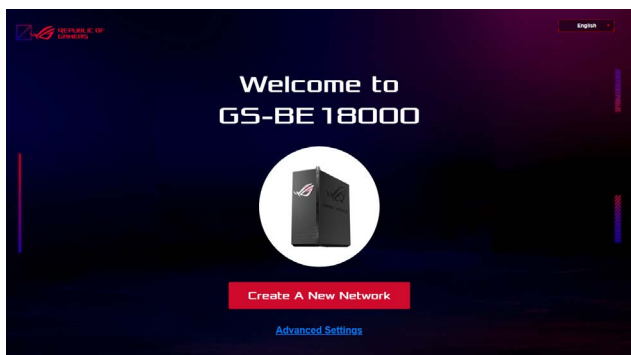 REPUBLIC OF
GAMERS
English
Welcome to
GS-BE18000
Create A New Network
Advanced Settings